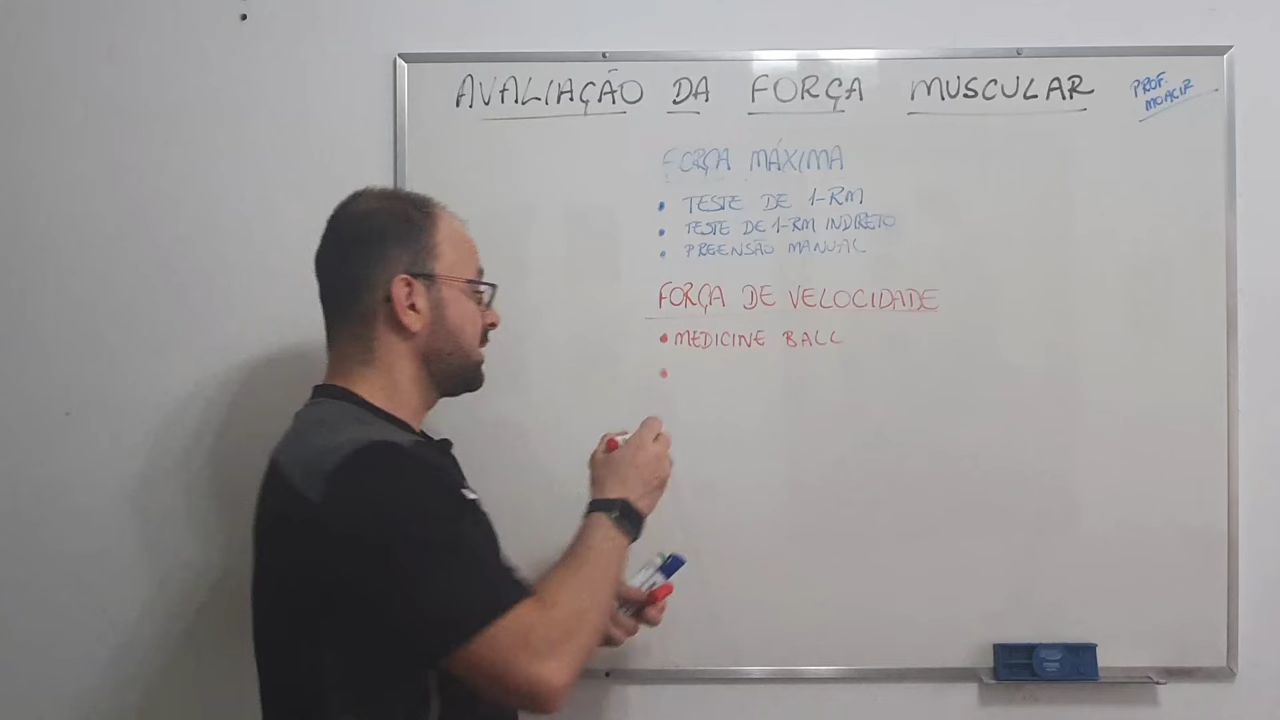 AVALIAÇÃO DA FORÇA MUSCULAR
PROF.
MOACIR
FORÇA MÁXIMA
• TESTE DE 1-RM
• TESTE DE 1-RM INDIRETO
• PREENSÃO MANUAL
FORÇA DE VELOCIDADE
• MEDICINE BALL
•